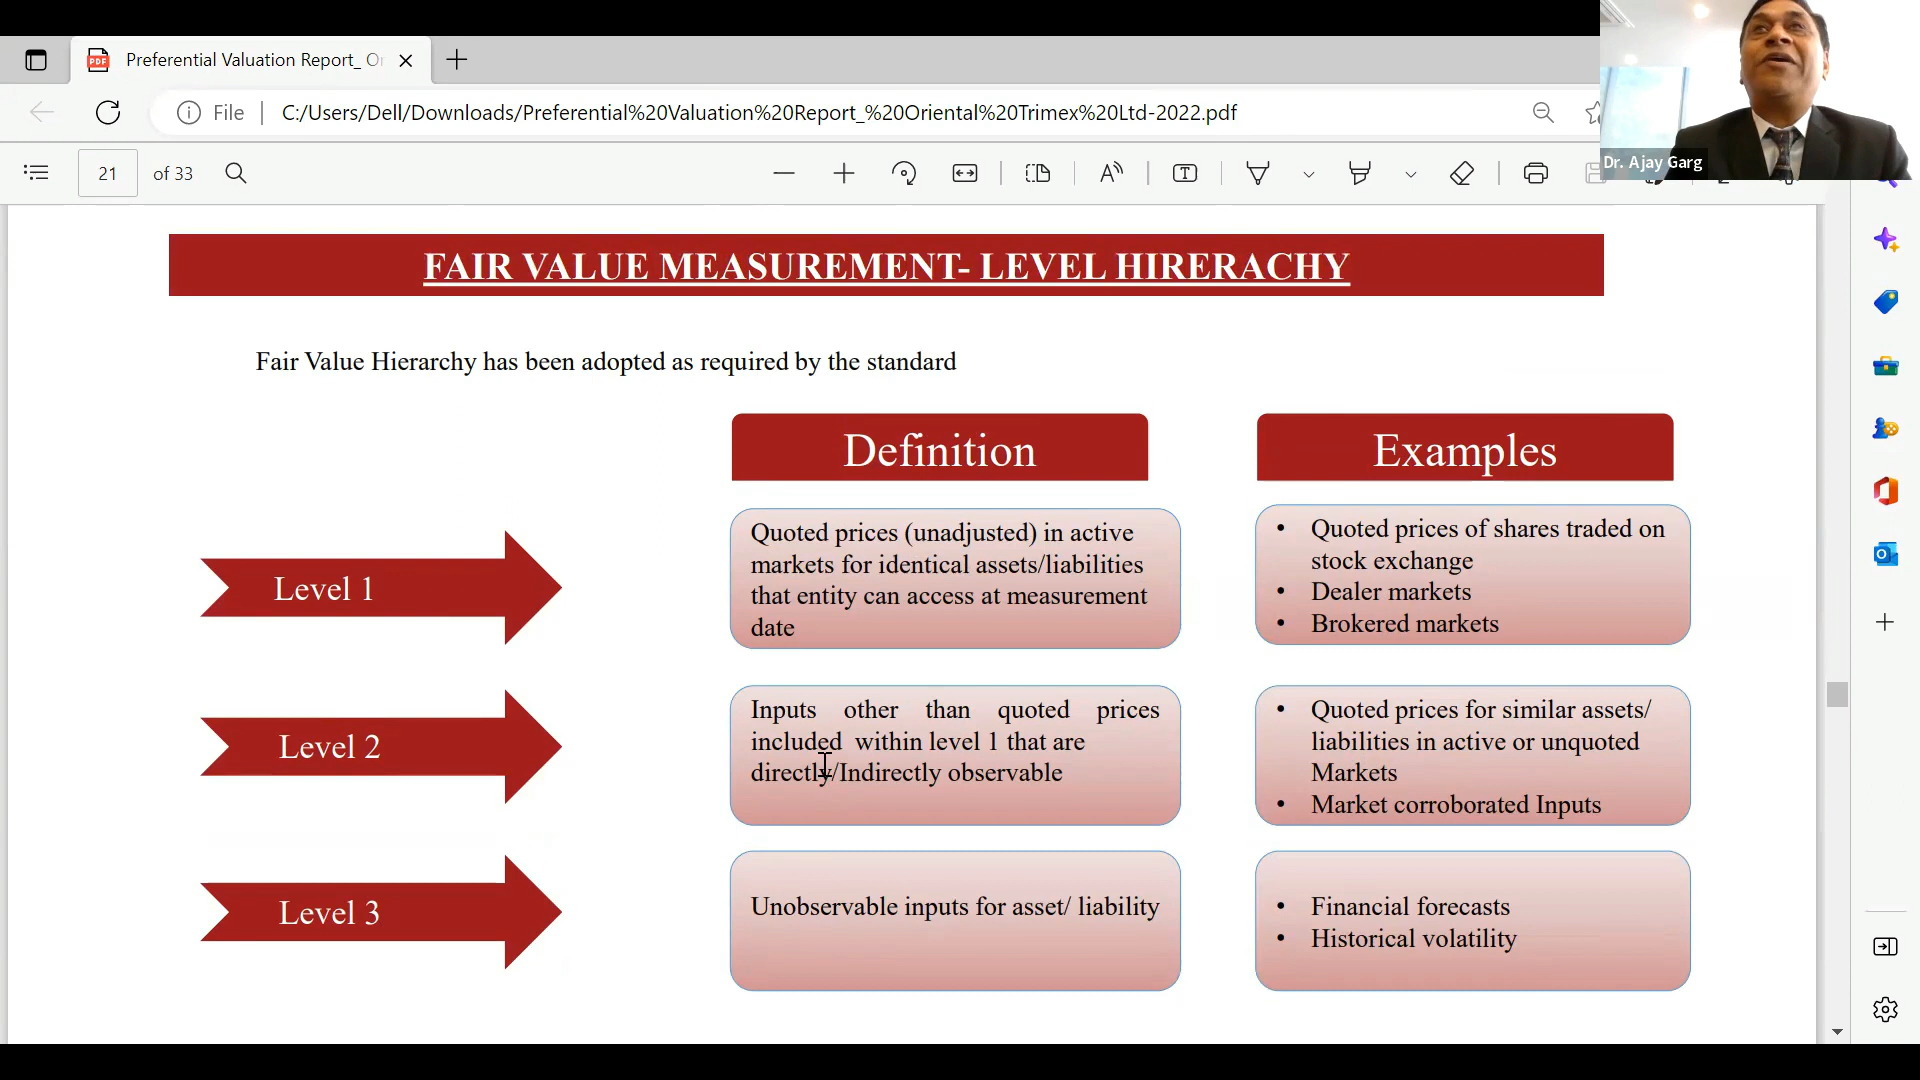 Preferential Valuation Report_ Or
File
C:/Users/Dell/Downloads/Preferential%20Valuation%20Report_%20Oriental%20Trimex%20Ltd-2022.pdf
Dr. Ajay Garg
21 of 33
FAIR VALUE MEASUREMENT- LEVEL HIRERACHY
Fair Value Hierarchy has been adopted as required by the standard
Definition
Examples
Level 1
Quoted prices (unadjusted) in active
markets for identical assets/liabilities
that entity can access at measurement
date
• Quoted prices of shares traded on
stock exchange
• Dealer markets
• Brokered markets
Level 2
Inputs other than quoted prices
included within level 1 that are
directly/Indirectly observable
• Quoted prices for similar assets/
liabilities in active or unquoted
Markets
• Market corroborated Inputs
Level 3
Unobservable inputs for asset/ liability
• Financial forecasts
• Historical volatility